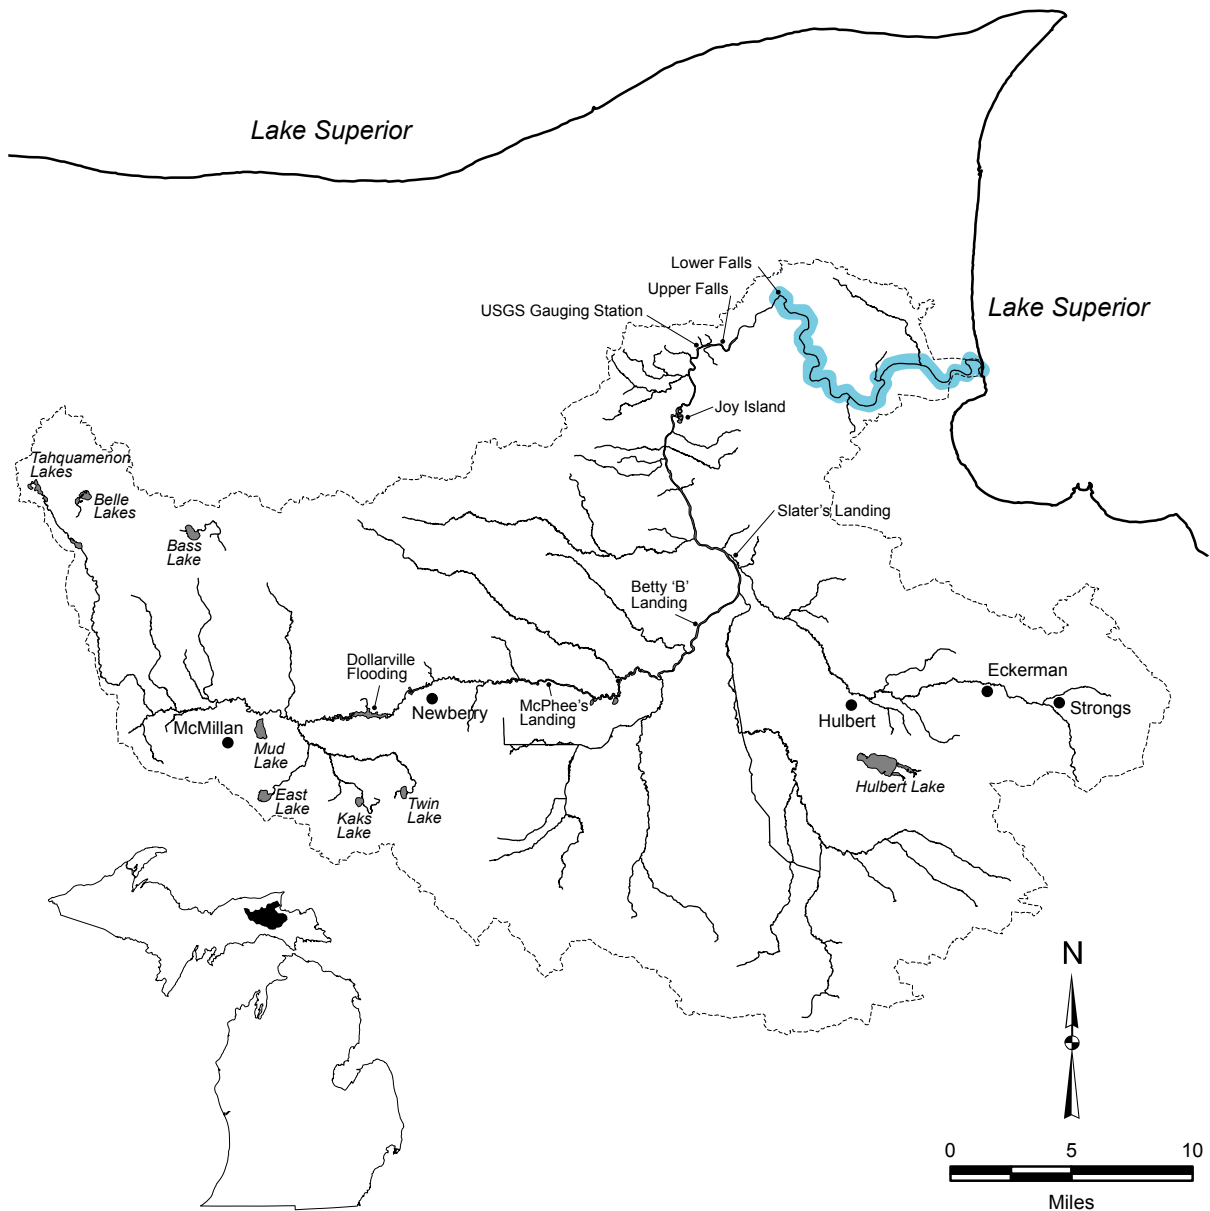 Lake Superior
Lower Falls
Upper Falls
USGS Gauging Station
Lake Superior
Joy Island
Tahquamenon
Lakes
Belle
Lakes
Bass
Lake
Slater's Landing
Betty 'B'
Landing
Dollarville
Flooding
Eckerman
Newberry
McPhee's
Landing
Hulbert
Strongs
McMillan
Mud
Lake
Hulbert Lake
East
Lake
Kaks
Lake
Twin
Lake
N
0 5 10
Miles